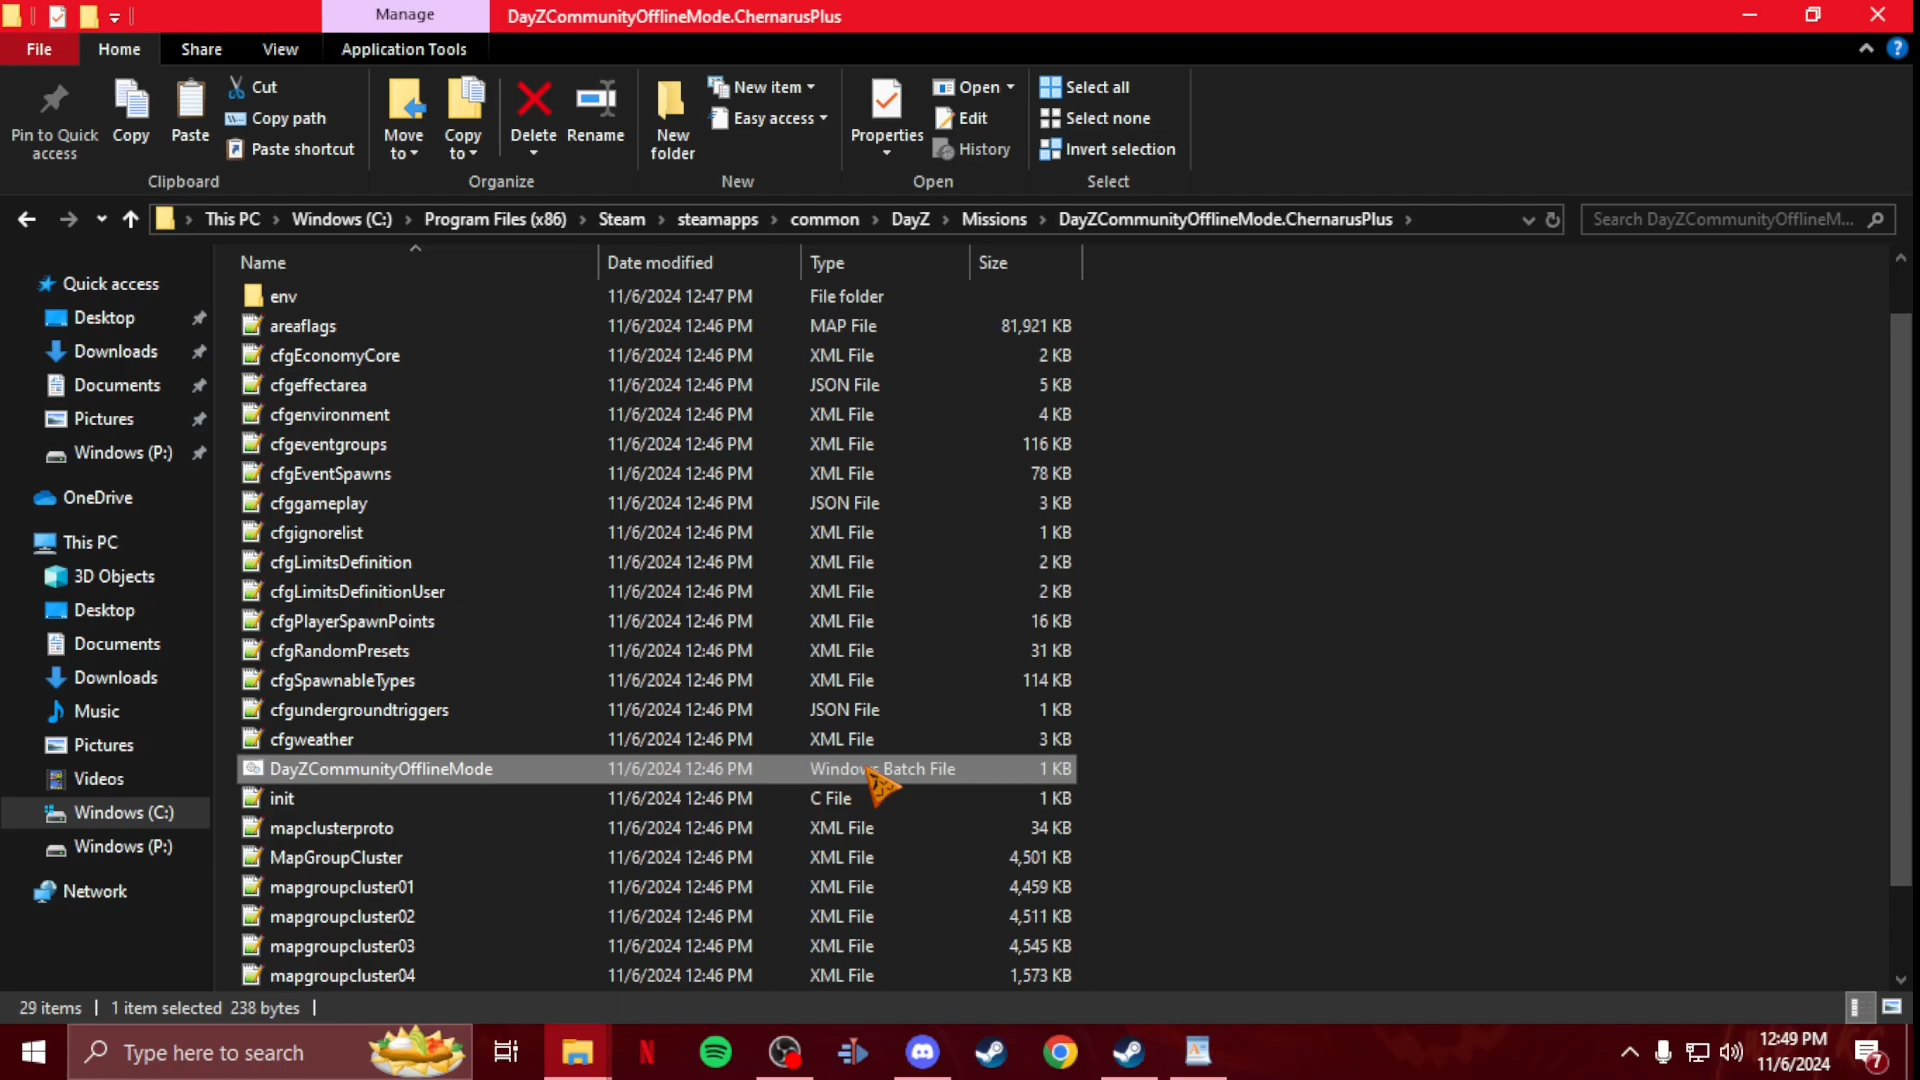 Manage
DayZCommunityOfflineMode.ChernarusPlus
File
Home
Share
View
Application Tools
Pin to Quick access
Copy
Paste
Cut
Copy path
Paste shortcut
Clipboard
Move to
Copy to
Delete
Rename
Organize
New folder
New item
Easy access
New
Properties
Open
Edit
History
Open
Select all
Select none
Invert selection
Select
This PC > Windows (C:) > Program Files (x86) > Steam > steamapps > common > DayZ > Missions > DayZCommunityOfflineMode.ChernarusPlus >
Search DayZCommunityOfflineM...
Quick access
Desktop
Downloads
Documents
Pictures
Windows (P:)
OneDrive
This PC
3D Objects
Desktop
Documents
Downloads
Music
Pictures
Videos
Windows (C:)
Windows (P:)
Network
Name Date modified Type Size
env 11/6/2024 12:47 PM File folder
areaflags 11/6/2024 12:46 PM MAP File 81,921 KB
cfgEconomyCore 11/6/2024 12:46 PM XML File 2 KB
cfgeffectarea 11/6/2024 12:46 PM JSON File 5 KB
cfgenvironment 11/6/2024 12:46 PM XML File 4 KB
cfgeventgroups 11/6/2024 12:46 PM XML File 116 KB
cfgEventSpawns 11/6/2024 12:46 PM XML File 78 KB
cfggameplay 11/6/2024 12:46 PM JSON File 3 KB
cfgignorelist 11/6/2024 12:46 PM XML File 1 KB
cfgLimitsDefinition 11/6/2024 12:46 PM XML File 2 KB
cfgLimitsDefinitionUser 11/6/2024 12:46 PM XML File 2 KB
cfgPlayerSpawnPoints 11/6/2024 12:46 PM XML File 16 KB
cfgRandomPresets 11/6/2024 12:46 PM XML File 31 KB
cfgSpawnableTypes 11/6/2024 12:46 PM XML File 114 KB
cfgundergroundtriggers 11/6/2024 12:46 PM JSON File 1 KB
cfgweather 11/6/2024 12:46 PM XML File 3 KB
DayZCommunityOfflineMode 11/6/2024 12:46 PM Windows Batch File 1 KB
init 11/6/2024 12:46 PM C File 1 KB
mapclusterproto 11/6/2024 12:46 PM XML File 34 KB
MapGroupCluster 11/6/2024 12:46 PM XML File 4,501 KB
mapgroupcluster01 11/6/2024 12:46 PM XML File 4,459 KB
mapgroupcluster02 11/6/2024 12:46 PM XML File 4,511 KB
mapgroupcluster03 11/6/2024 12:46 PM XML File 4,545 KB
mapgroupcluster04 11/6/2024 12:46 PM XML File 1,573 KB
29 items | 1 item selected 238 bytes |
Type here to search
12:49 PM
11/6/2024
7